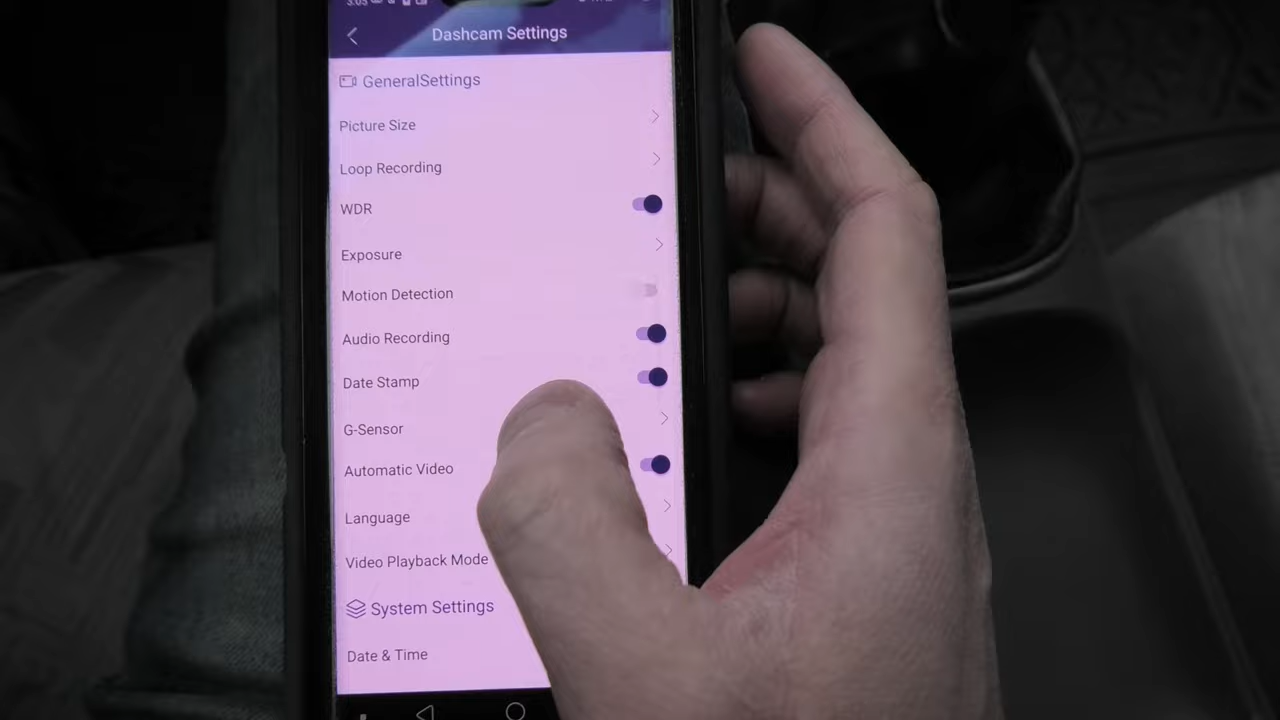 Dashcam Settings
GeneralSettings
Picture Size
Loop Recording
WDR
Exposure
Motion Detection
Audio Recording
Date Stamp
G-Sensor
Automatic Video
Language
Video Playback Mode
System Settings
Date & Time